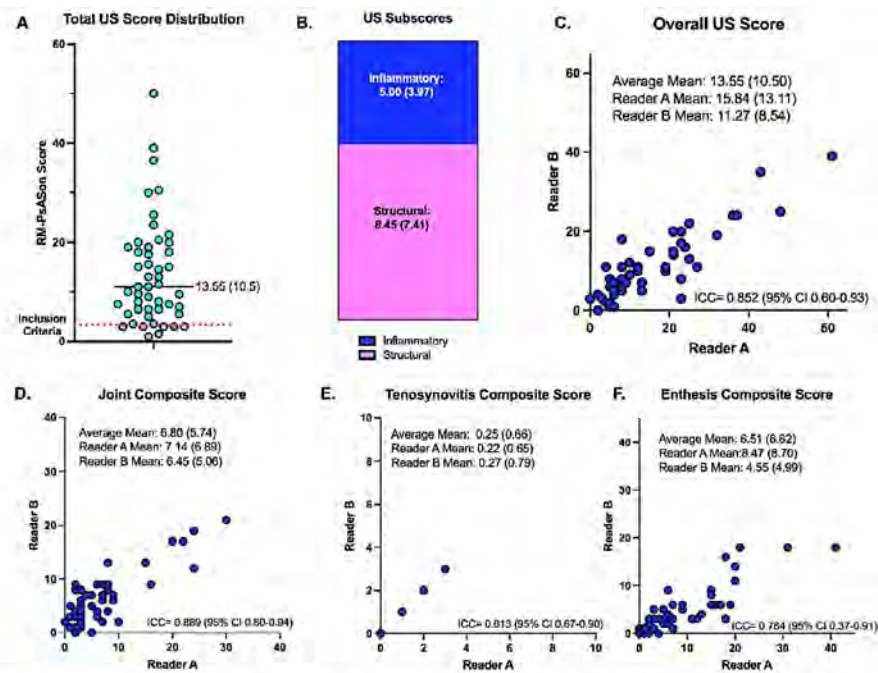 A Total US Score Distribution
60
40
20
0
RM-PsASon Score
13.55 (10.5)
Inclusion
Criteria
B. US Subscores
Inflammatory:
5.00 (3.97)
Structural:
8.45 (7.41)
Inflammatory
Structural
C. Overall US Score
Average Mean: 13.55 (10.50)
Reader A Mean: 15.84 (13.11)
Reader B Mean: 11.27 (8.54)
60
40
20
0
Reader B
ICC= 0.852 (95% CI 0.60-0.93)
0 20 40 60
Reader A
D. Joint Composite Score
Average Mean: 6.80 (5.74)
Reader A Mean: 7.14 (6.89)
Reader B Mean: 6.45 (5.06)
40
30
20
10
0
Reader B
ICC= 0.889 (95% CI 0.80-0.94)
0 10 20 30 40
Reader A
E. Tenosynovitis Composite Score
Average Mean: 0.25 (0.66)
Reader A Mean: 0.22 (0.65)
Reader B Mean: 0.27 (0.79)
10
8
6
4
2
0
Reader B
ICC= 0.813 (95% CI 0.67-0.90)
0 2 4 6 8 10
Reader A
F. Enthesis Composite Score
Average Mean: 6.51 (6.62)
Reader A Mean:8.47 (8.70)
Reader B Mean: 4.55 (4.99)
40
30
20
10
0
Reader B
ICC= 0.784 (95% CI 0.37-0.91)
0 10 20 30 40
Reader A